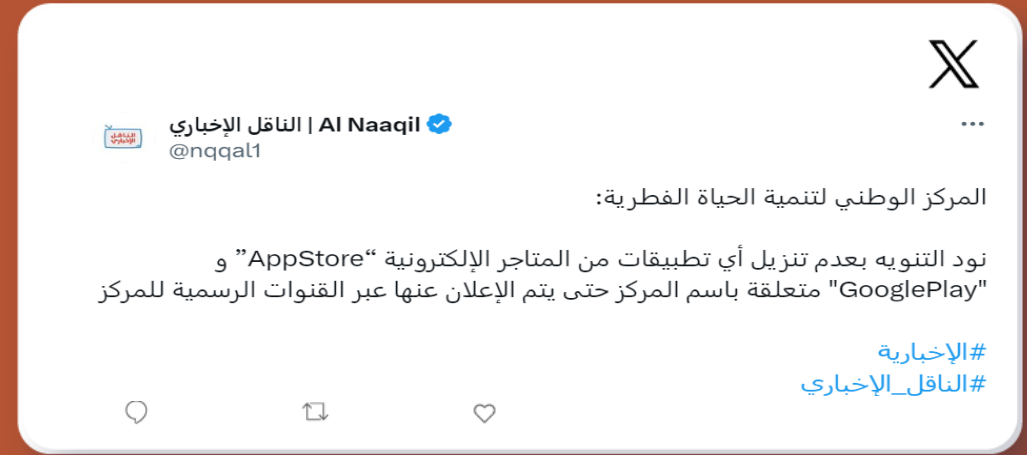 الناقل الإخباري | Al Naaqil
@nqqal1
المركز الوطني لتنمية الحياة الفطرية:
نود التنويه بعدم تنزيل أي تطبيقات من المتاجر الإلكترونية “AppStore” و
"GooglePlay" متعلقة باسم المركز حتى يتم الإعلان عنها عبر القنوات الرسمية للمركز
#الإخبارية
#الناقل_الإخباري